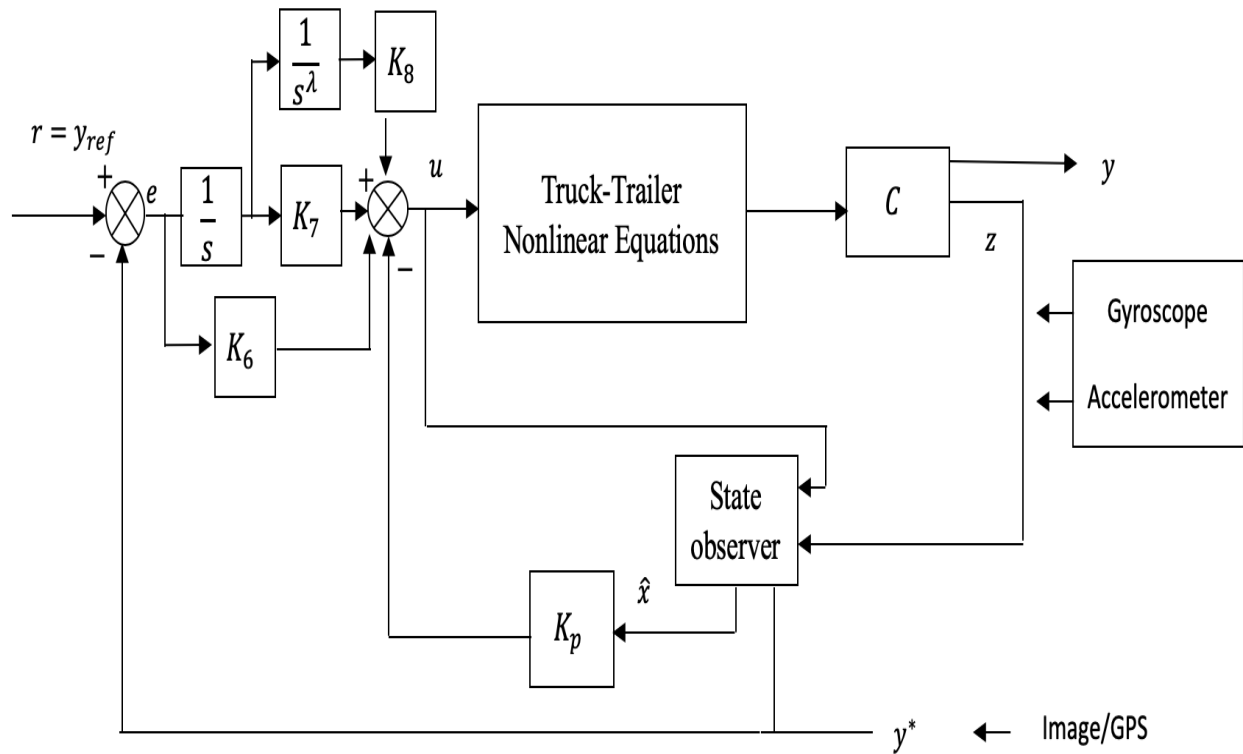 1
s^λ
K_8
r = y_ref
+
−
e
1
s
K_7
+
−
u
K_6
Truck-Trailer
Nonlinear Equations
C
y
z
Gyroscope
Accelerometer
State
observer
x̂
K_p
y*
Image/GPS